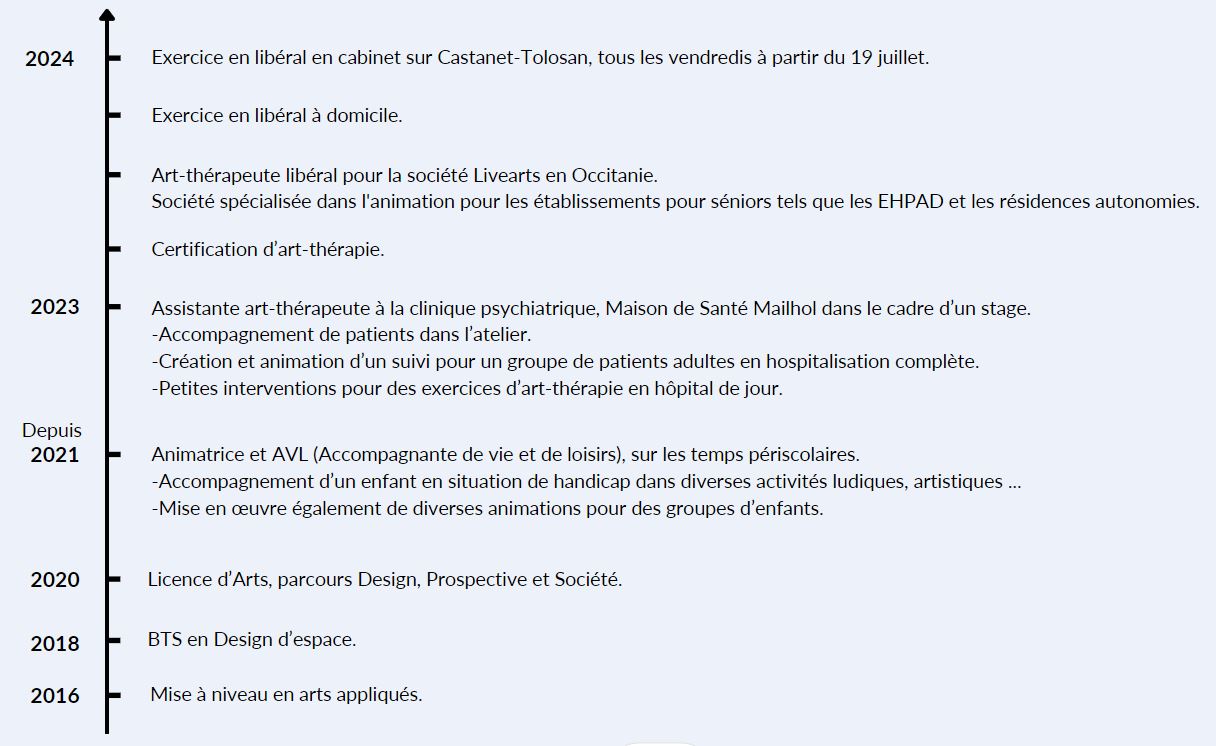 2024 Exercice en libéral en cabinet sur Castanet-Tolosan, tous les vendredis à partir du 19 juillet.
Exercice en libéral à domicile.
Art-thérapeute libéral pour la société Livearts en Occitanie.
Société spécialisée dans l'animation pour les établissements pour séniors tels que les EHPAD et les résidences autonomies.
Certification d’art-thérapie.
2023 Assistante art-thérapeute à la clinique psychiatrique, Maison de Santé Mailhol dans le cadre d’un stage.
-Accompagnement de patients dans l’atelier.
-Création et animation d’un suivi pour un groupe de patients adultes en hospitalisation complète.
-Petites interventions pour des exercices d’art-thérapie en hôpital de jour.
Depuis
2021 Animatrice et AVL (Accompagnante de vie et de loisirs), sur les temps périscolaires.
-Accompagnement d’un enfant en situation de handicap dans diverses activités ludiques, artistiques ...
-Mise en œuvre également de diverses animations pour des groupes d’enfants.
2020 Licence d’Arts, parcours Design, Prospective et Société.
2018 BTS en Design d’espace.
2016 Mise à niveau en arts appliqués.